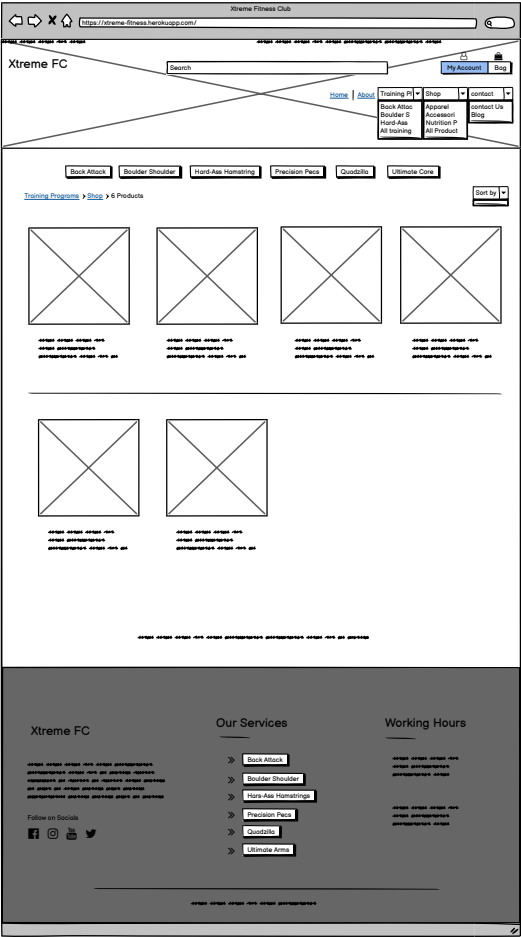 Xtreme Fitness Club
https://xtreme-fitness.herokuapp.com/
Xtreme FC
Search
My Account Bag
Home About Training Pl Shop contact
Back Attac Apparel contact Us
Boulder S Accessori Blog
Hard-Ass Nutrition P
All training All Product
Back Attack Boulder Shoulder Hard-Ass Hamstring Precision Pecs Quadzilla Ultimate Core
Training Programs Shop 6 Products
Sort by
Xtreme FC
Our Services
Working Hours
Back Attack
Boulder Shoulder
Hars-Ass Hamstrings
Precision Pecs
Quadzilla
Ultimate Arms
Follow on Socials